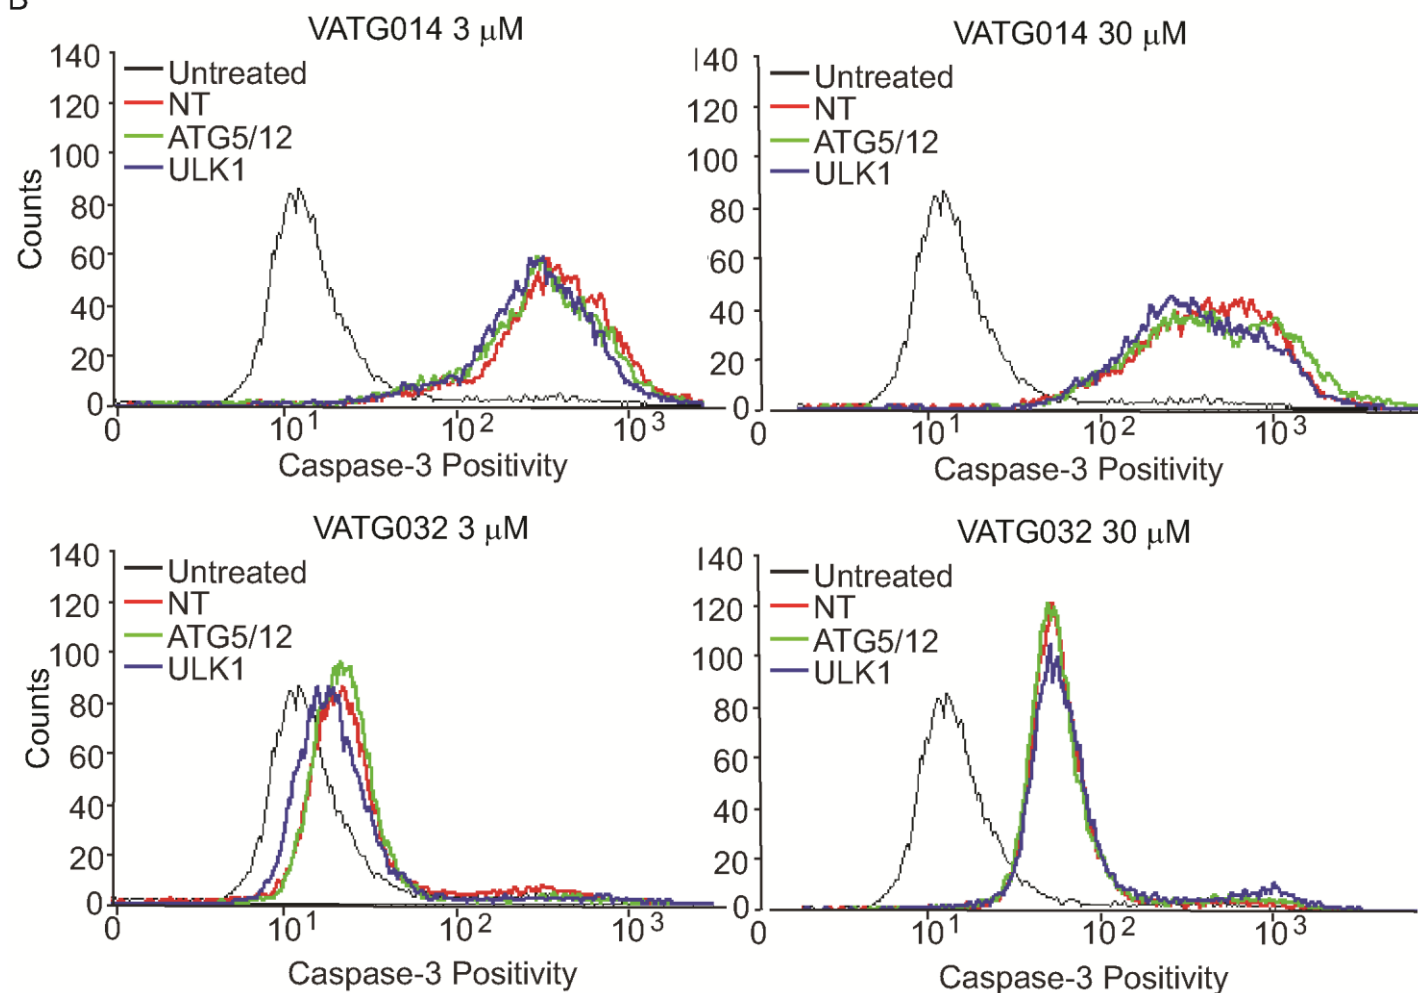 B
VATG014 3 μM
140
120
100
80
60
40
20
0
Counts
Untreated
NT
ATG5/12
ULK1
0 10¹ 10² 10³
Caspase-3 Positivity
VATG014 30 μM
140
120
100
80
60
40
20
0
Untreated
NT
ATG5/12
ULK1
0 10¹ 10² 10³
Caspase-3 Positivity
VATG032 3 μM
140
120
100
80
60
40
20
0
Counts
Untreated
NT
ATG5/12
ULK1
0 10¹ 10² 10³
Caspase-3 Positivity
VATG032 30 μM
140
120
100
80
60
40
20
0
Untreated
NT
ATG5/12
ULK1
0 10¹ 10² 10³
Caspase-3 Positivity